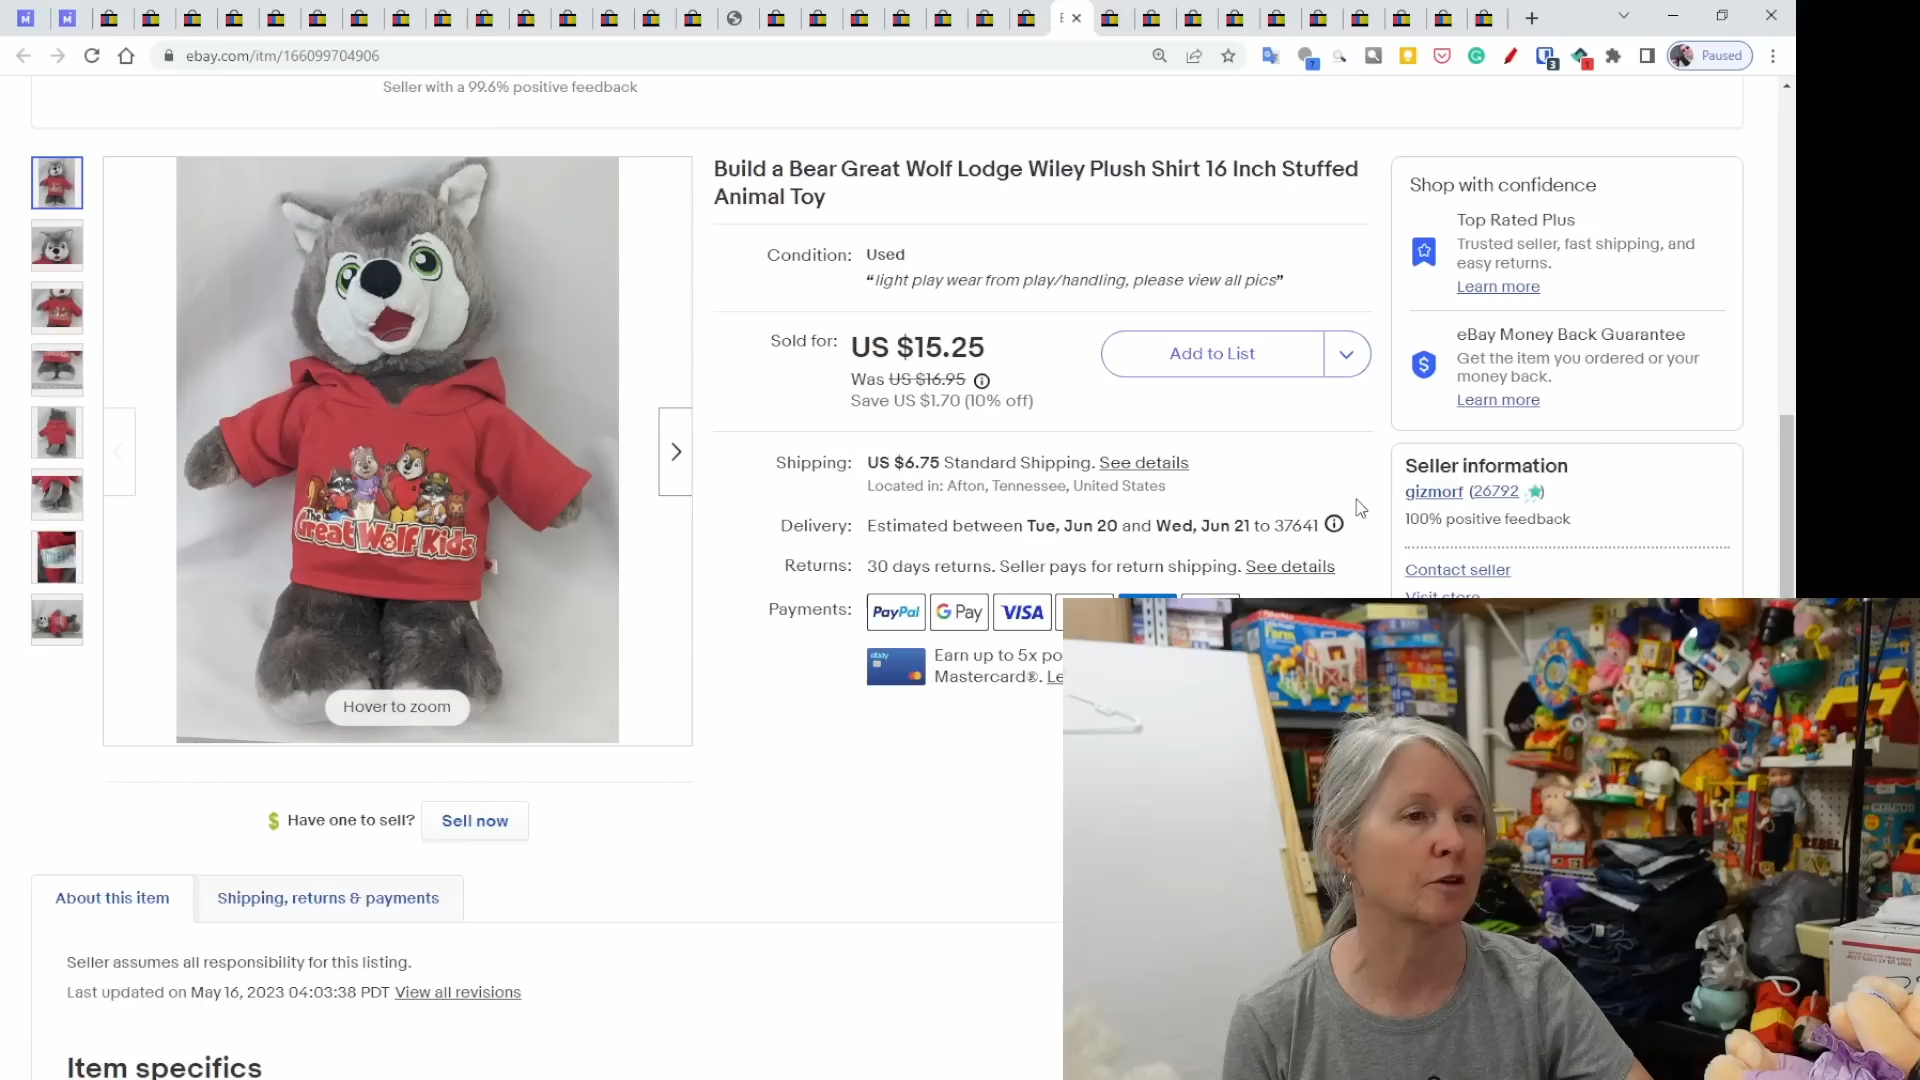 ebay.com/itm/166099704906
Paused
Seller with a 99.6% positive feedback
The
Great Wolf Kids
Hover to zoom
Have one to sell?
Sell now
Build a Bear Great Wolf Lodge Wiley Plush Shirt 16 Inch Stuffed
Animal Toy
Condition: Used
“light play wear from play/handling, please view all pics”
Sold for: US $15.25
Was US $16.95
Save US $1.70 (10% off)
Add to List
Shipping: US $6.75 Standard Shipping. See details
Located in: Afton, Tennessee, United States
Delivery: Estimated between Tue, Jun 20 and Wed, Jun 21 to 37641
Returns: 30 days returns. Seller pays for return shipping. See details
Payments: PayPal G Pay VISA
ebay
Earn up to 5x po
Mastercard®. Le
Shop with confidence
Top Rated Plus
Trusted seller, fast shipping, and
easy returns.
Learn more
eBay Money Back Guarantee
Get the item you ordered or your
money back.
Learn more
Seller information
gizmorf (26792)
100% positive feedback
Contact seller
Visit store
About this item
Shipping, returns & payments
Seller assumes all responsibility for this listing.
Last updated on May 16, 2023 04:03:38 PDT View all revisions
Item specifics
Farm